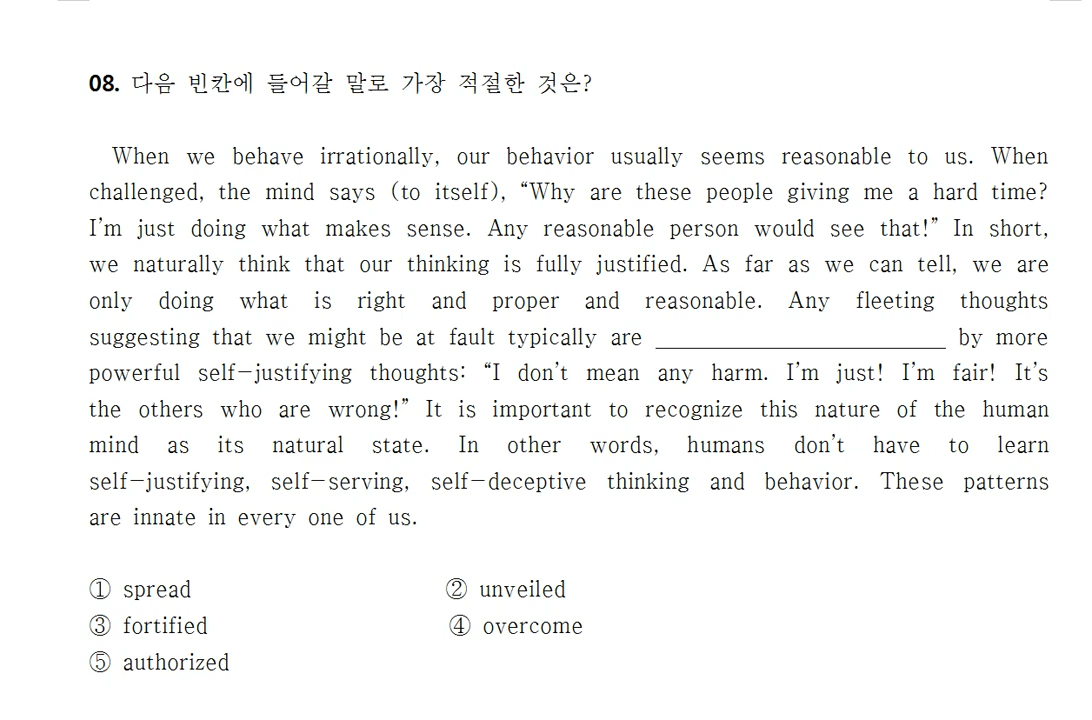 08. 다음 빈칸에 들어갈 말로 가장 적절한 것은?
When we behave irrationally, our behavior usually seems reasonable to us. When
challenged, the mind says (to itself), “Why are these people giving me a hard time?
I’m just doing what makes sense. Any reasonable person would see that!” In short,
we naturally think that our thinking is fully justified. As far as we can tell, we are
only doing what is right and proper and reasonable. Any fleeting thoughts
suggesting that we might be at fault typically are ____________________ by more
powerful self-justifying thoughts: “I don’t mean any harm. I’m just! I’m fair! It’s
the others who are wrong!” It is important to recognize this nature of the human
mind as its natural state. In other words, humans don’t have to learn
self-justifying, self-serving, self-deceptive thinking and behavior. These patterns
are innate in every one of us.
① spread ② unveiled
③ fortified ④ overcome
⑤ authorized